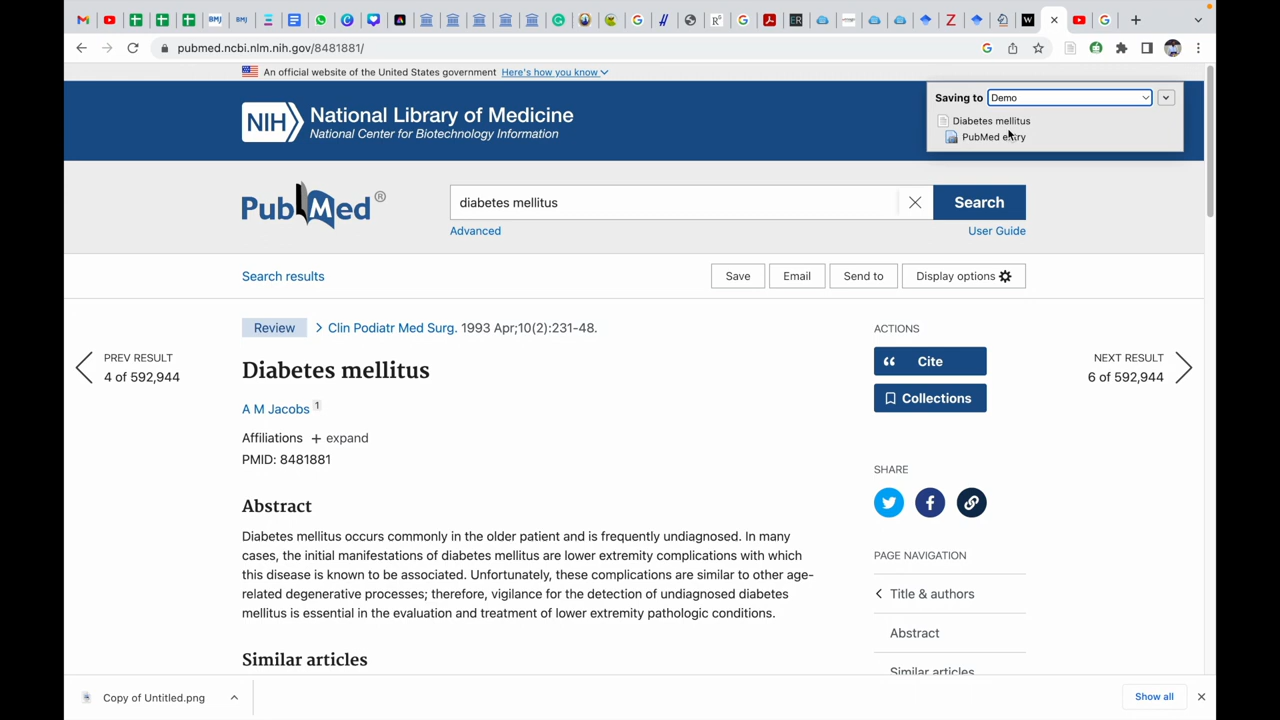 pubmed.ncbi.nlm.nih.gov/8481881/
An official website of the United States government Here's how you know
Saving to Demo
Diabetes mellitus
PubMed entry
NIH National Library of Medicine
National Center for Biotechnology Information
PubMed®
diabetes mellitus
Search
Advanced
User Guide
Search results
Save
Email
Send to
Display options
Review
Clin Podiatr Med Surg. 1993 Apr;10(2):231-48.
PREV RESULT
4 of 592,944
Diabetes mellitus
A M Jacobs 1
Affiliations + expand
PMID: 8481881
Abstract
Diabetes mellitus occurs commonly in the older patient and is frequently undiagnosed. In many
cases, the initial manifestations of diabetes mellitus are lower extremity complications with which
this disease is known to be associated. Unfortunately, these complications are similar to other age-
related degenerative processes; therefore, vigilance for the detection of undiagnosed diabetes
mellitus is essential in the evaluation and treatment of lower extremity pathologic conditions.
Similar articles
ACTIONS
Cite
Collections
NEXT RESULT
6 of 592,944
SHARE
PAGE NAVIGATION
Title & authors
Abstract
Similar articles
Copy of Untitled.png
Show all